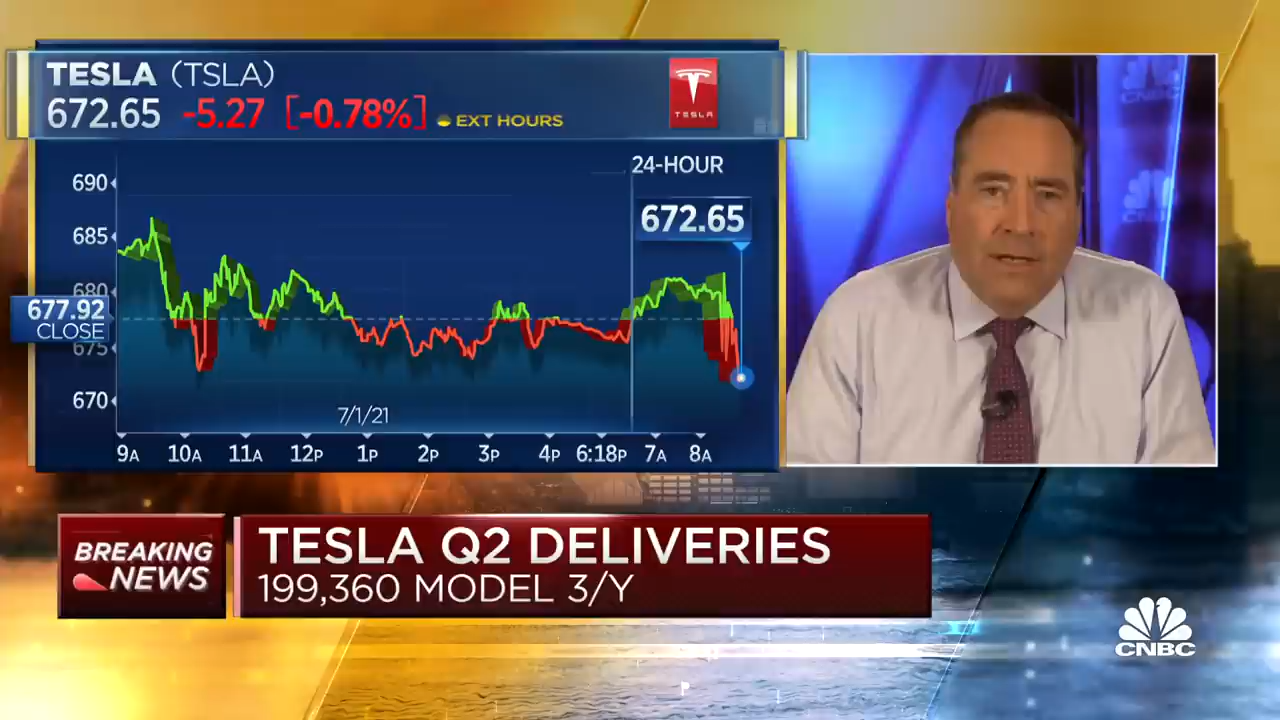 TESLA (TSLA)
672.65 -5.27 [-0.78%] EXT HOURS
TESLA
24-HOUR
672.65
690
685
680
677.92
CLOSE
675
670
7/1/21
9A 10A 11A 12P 1P 2P 3P 4P 6:18P 7A 8A
CNBC
CNBC
BREAKING
NEWS
TESLA Q2 DELIVERIES
199,360 MODEL 3/Y
CNBC